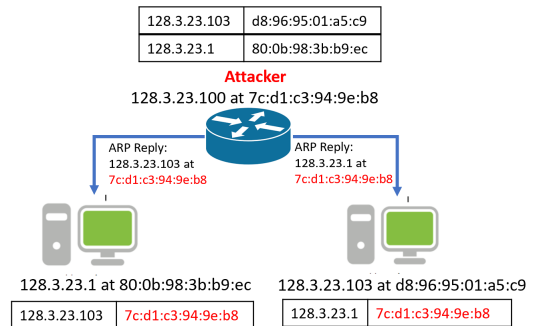 128.3.23.103 d8:96:95:01:a5:c9
128.3.23.1 80:0b:98:3b:b9:ec
Attacker
128.3.23.100 at 7c:d1:c3:94:9e:b8
ARP Reply:
128.3.23.103 at
7c:d1:c3:94:9e:b8
ARP Reply:
128.3.23.1 at
7c:d1:c3:94:9e:b8
128.3.23.1 at 80:0b:98:3b:b9:ec
128.3.23.103 7c:d1:c3:94:9e:b8
128.3.23.103 at d8:96:95:01:a5:c9
128.3.23.1 7c:d1:c3:94:9e:b8